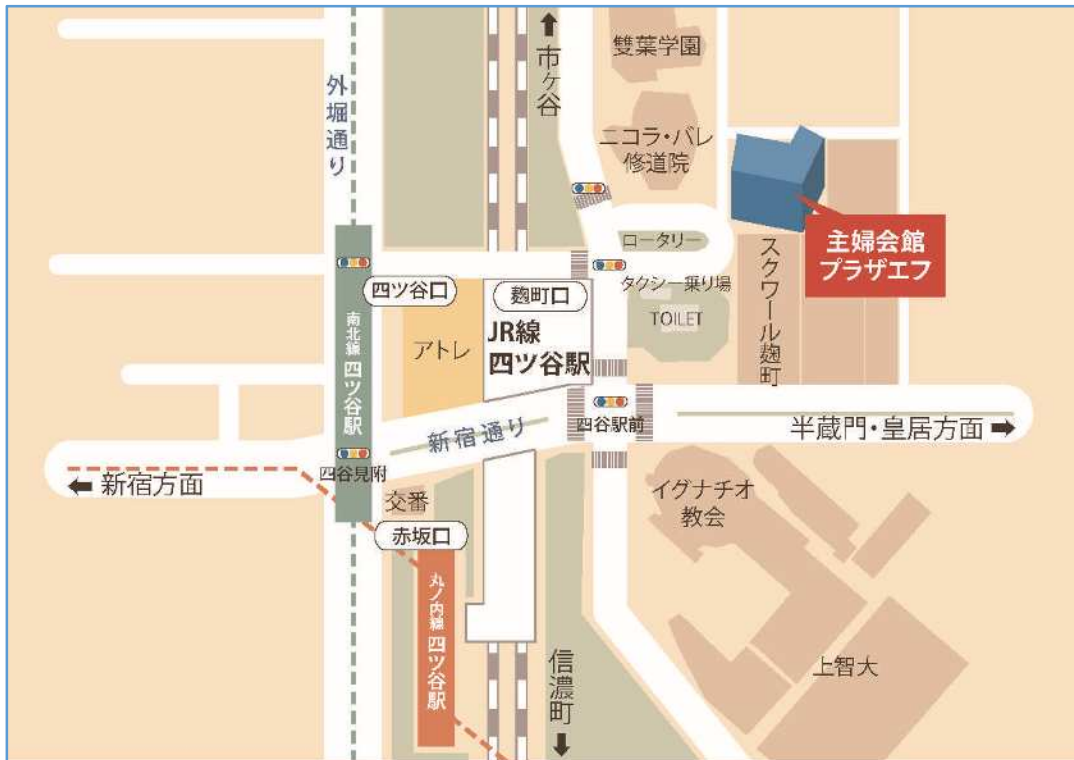 雙葉学園
市ヶ谷
外堀通り
ニコラ・バレ
修道院
主婦会館
プラザエフ
ロータリー
タクシー乗り場
TOILET
スクワール麹町
四ツ谷口
麹町口
JR線
四ツ谷駅
アトレ
南北線 四ツ谷駅
四谷駅前
新宿通り
半蔵門・皇居方面
新宿方面
四谷見附
交番
赤坂口
イグナチオ
教会
丸ノ内線 四ツ谷駅
信濃町
上智大